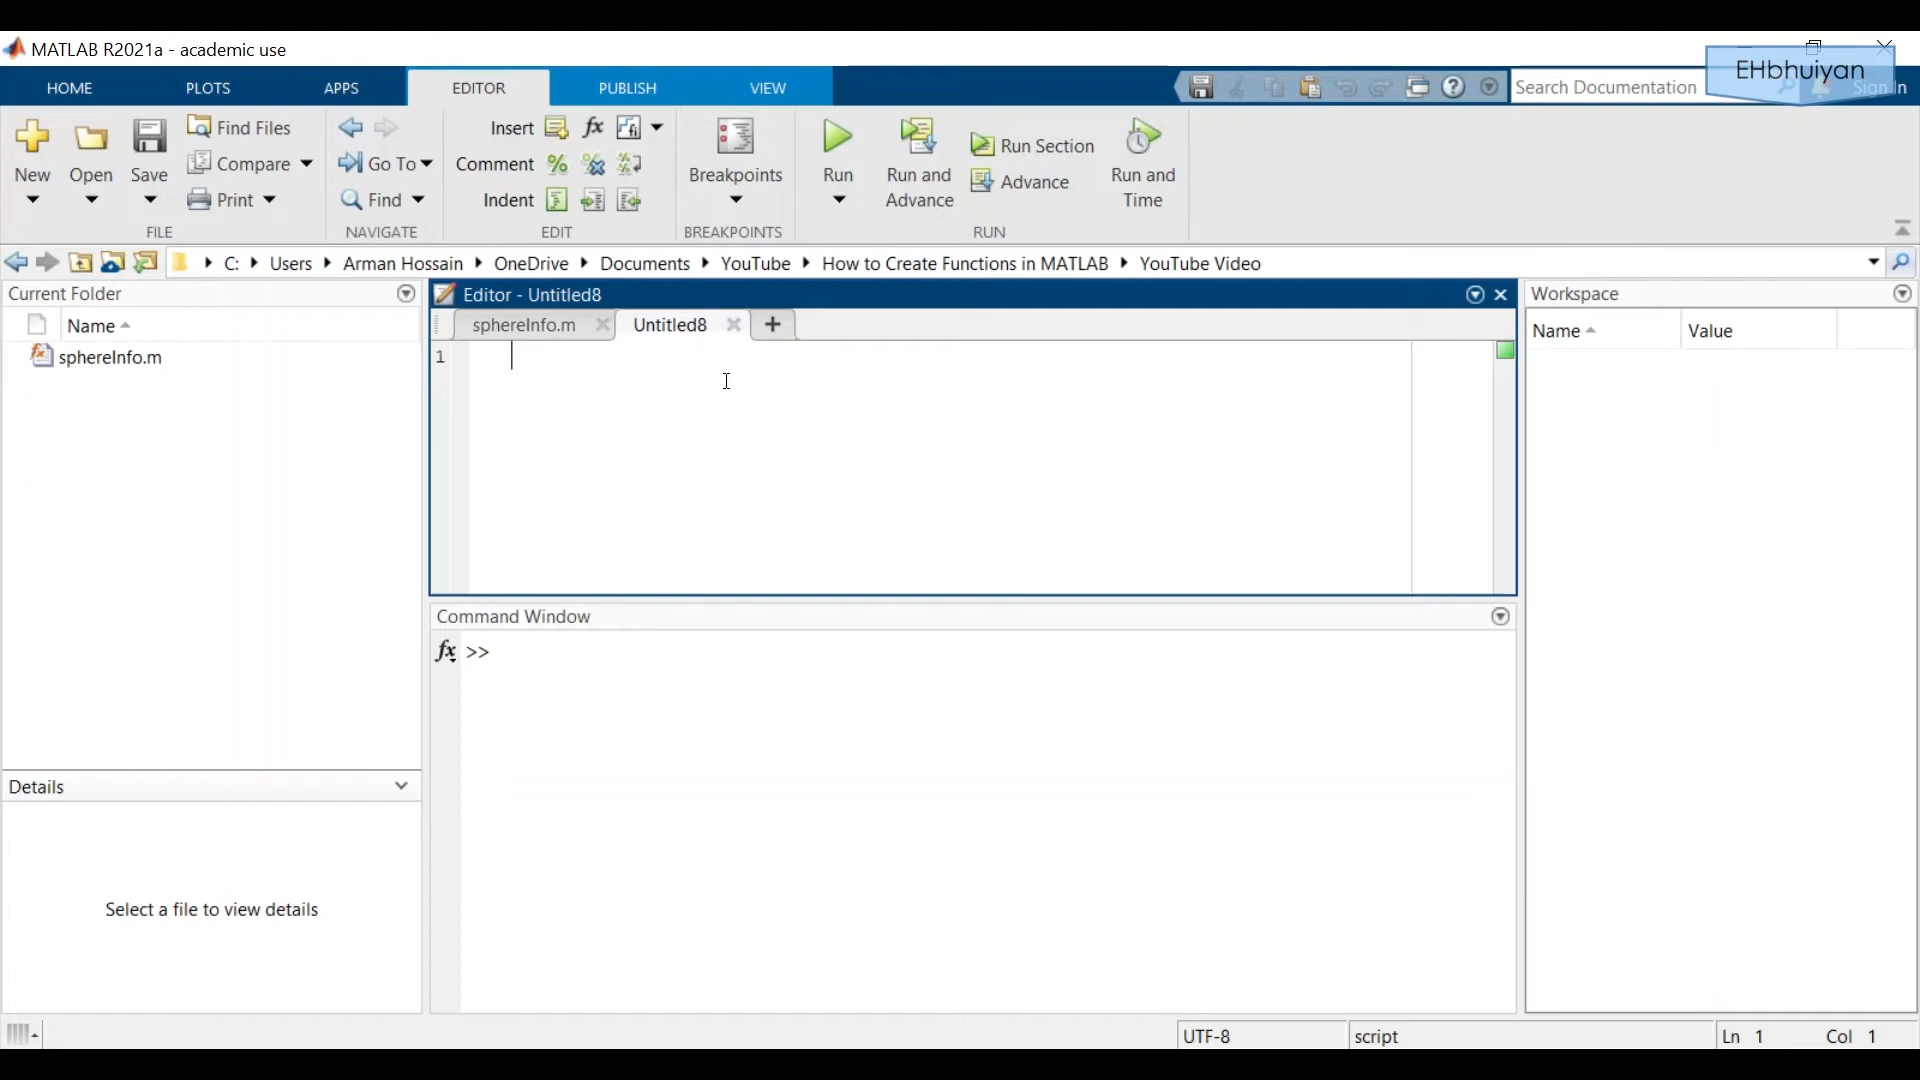 MATLAB R2021a - academic use
EHbhuiyan
HOME PLOTS APPS EDITOR PUBLISH VIEW
Search Documentation
New
Open
Save
Find Files
Compare
Print
FILE
Go To
Find
NAVIGATE
Insert
Comment
Indent
EDIT
Breakpoints
BREAKPOINTS
Run
Run and
Advance
Run Section
Advance
Run and
Time
RUN
C: Users Arman Hossain OneDrive Documents YouTube How to Create Functions in MATLAB YouTube Video
Current Folder
Name
sphereInfo.m
Details
Select a file to view details
Editor - Untitled8
sphereInfo.m Untitled8
1
Command Window
fx >>
Workspace
Name Value
UTF-8 script Ln 1 Col 1